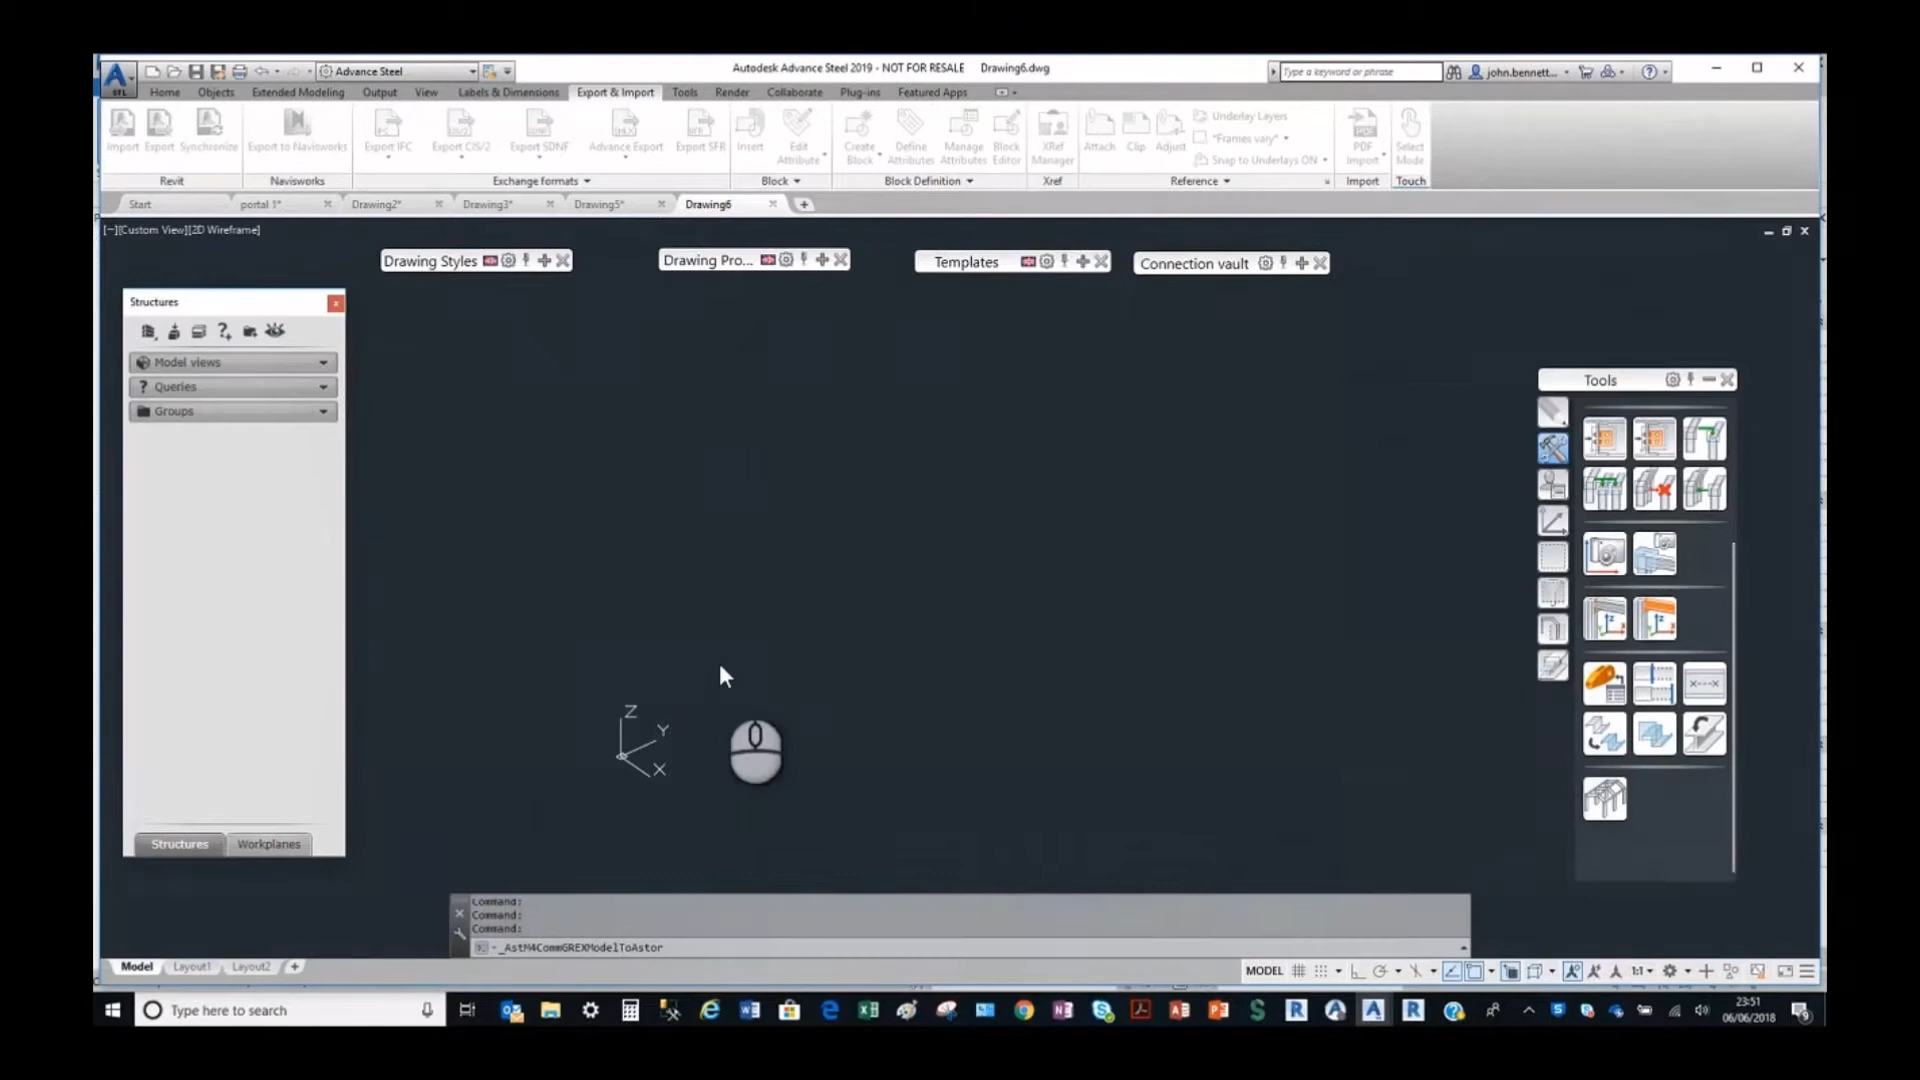 Advance Steel
Autodesk Advance Steel 2019 - NOT FOR RESALE Drawing6.dwg
Type a keyword or phrase
john.bennett...
STL
Home Objects Extended Modeling Output View Labels & Dimensions Export & Import Tools Render Collaborate Plug-ins Featured Apps
Import Export Synchronize
Revit
Export to Navisworks
Navisworks
Export IFC Export CIS/2 Export SDNF Advance Export Export SFR
Exchange formats
Insert Edit Attribute
Block
Create Block Define Attributes Manage Attributes Block Editor
Block Definition
XRef Manager
Xref
Attach Clip Adjust
Underlay Layers
*Frames vary*
Snap to Underlays ON
Reference
PDF Import
Import
Select Mode
Touch
Start portal 1* Drawing2* Drawing3* Drawing5* Drawing6
[−][Custom View][2D Wireframe]
Drawing Styles
Drawing Pro...
Templates
Connection vault
Structures
Model views
Queries
Groups
Structures Workplanes
Tools
Z
Y
X
Command:
Command:
Command:
-_AstM4CommGREXModelToAstor
Model Layout1 Layout2
MODEL
1:1
Type here to search
23:51
06/06/2018